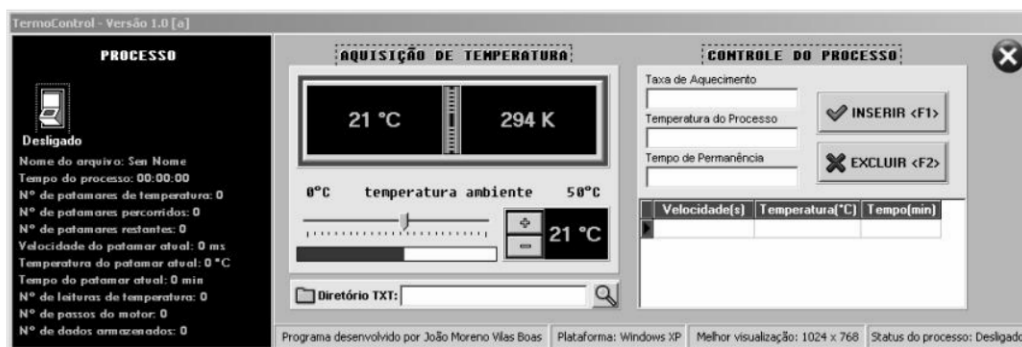 TermoControl - Versão 1.0 [a]
PROCESSO
Desligado
Nome do arquivo: Sen Nome
Tempo do processo: 00:00:00
Nº de patamares de temperatura: 0
Nº de patamares percorridos: 0
Nº de patamares restantes: 0
Velocidade do patamar atual: 0 ms
Temperatura do patamar atual: 0 °C
Tempo do patamar atual: 0 min
Nº de leituras de temperatura: 0
Nº de passos do motor: 0
Nº de dados armazenados: 0
AQUISIÇÃO DE TEMPERATURA
21 °C 294 K
0°C temperatura ambiente 50°C
21 °C
Diretório TXT:
CONTROLE DO PROCESSO
Taxa de Aquecimento
Temperatura do Processo
Tempo de Permanência
INSERIR <F1>
EXCLUIR <F2>
Velocidade(s) Temperatura(°C) Tempo(min)
Programa desenvolvido por João Moreno Vilas Boas Plataforma: Windows XP Melhor visualização: 1024 x 768 Status do processo: Desligado